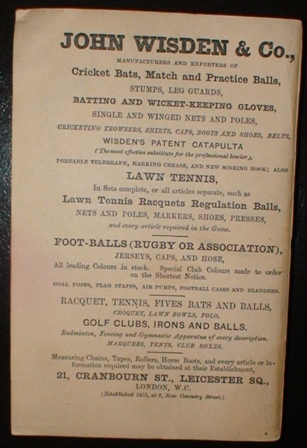 JOHN WISDEN & Co.,
MANUFACTURERS AND EXPORTERS OF
Cricket Bats, Match and Practice Balls,
STUMPS, LEG GUARDS,
BATTING AND WICKET-KEEPING GLOVES,
SINGLE AND WINGED NETS AND POLES,
CRICKETING TROWSERS, SHIRTS, CAPS, BOOTS AND SHOES, BELTS,
WISDEN'S PATENT CATAPULTA
(The most effective substitute for the professional bowler),
PORTABLE TELEGRAPH, MARKING CREASE, AND NEW SCORING BOOK; ALSO
LAWN TENNIS,
In Sets complete, or all articles separate, such as
Lawn Tennis Racquets Regulation Balls,
NETS AND POLES, MARKERS, SHOES, PRESSES,
and every article required in the Game.
FOOT-BALLS (RUGBY OR ASSOCIATION),
JERSEYS, CAPS, AND HOSE,
All leading Colours in stock. Special Club Colours made to order
on the Shortest Notice.
GOAL POSTS, FLAG STAFFS, AIR PUMPS, FOOTBALL CASES AND BLADDERS.
RACQUET, TENNIS, FIVES BATS AND BALLS,
CROQUET, LAWN BOWLS, POLO,
GOLF CLUBS, IRONS AND BALLS.
Badminton, Fencing and Gymnastic Apparatus of every description.
MARQUEES, TENTS, CLUB BOXES.
Measuring Chains, Tapes, Rollers, Horse Boots, and every article or in-
formation required may be obtained at their Establishment,
21, CRANBOURN ST., LEICESTER SQ.,
LONDON, W.C.
(Established 1850, at 2, New Coventry Street.)